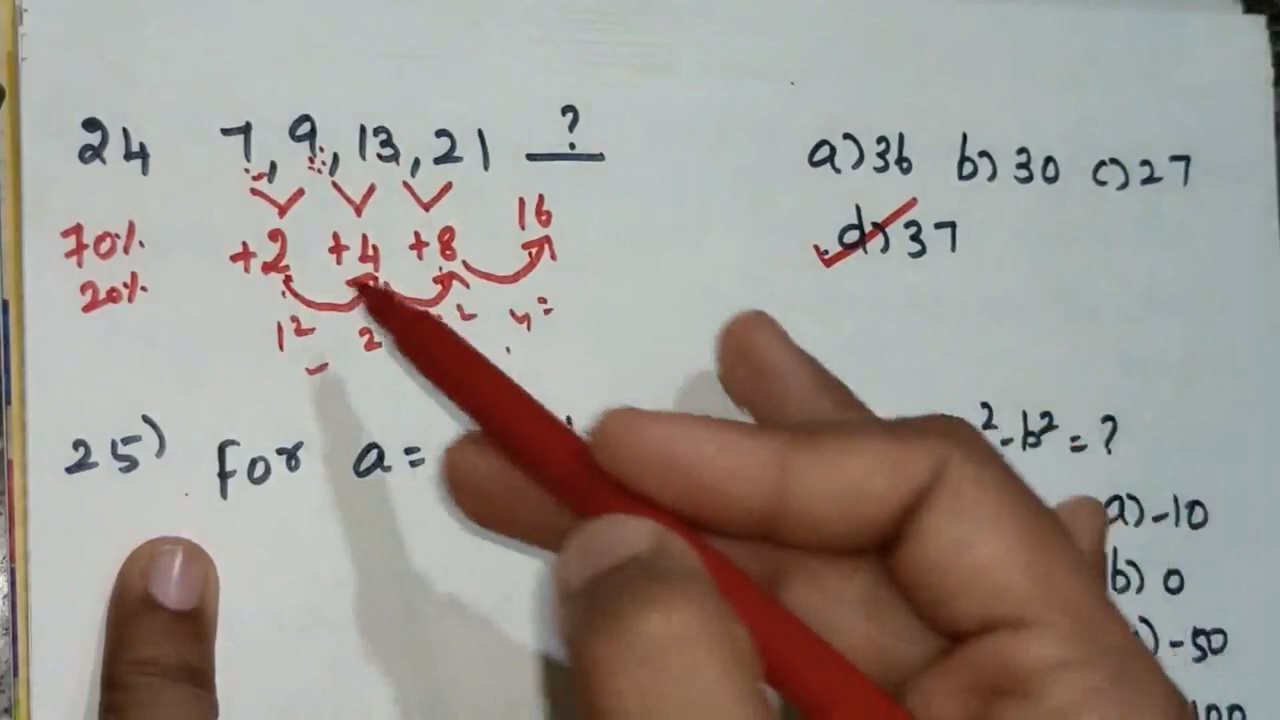 24 7, 9, 13, 21 ?
a) 36 b) 30 c) 27
d) 37
16
70% +2 +4 +8
20%
1² 2
25) For a = ² - b² = ?
a) -10
b) 0
) -50